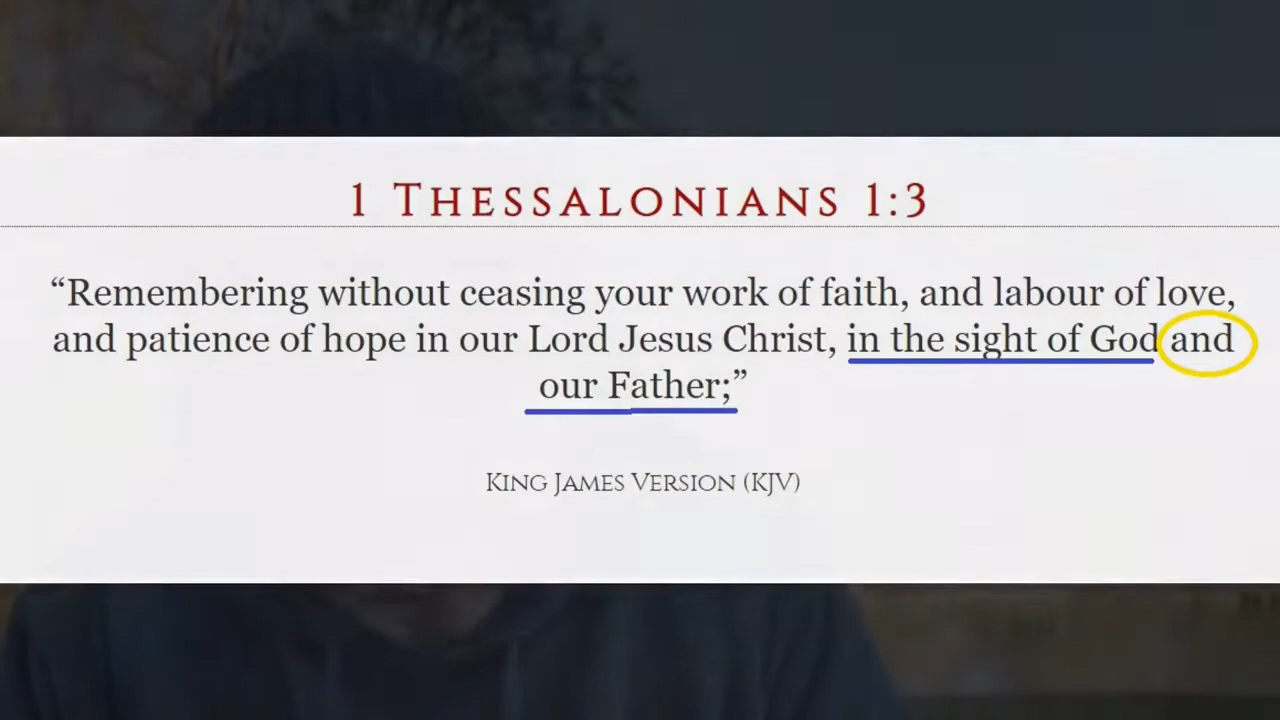 1 THESSALONIANS 1:3
“Remembering without ceasing your work of faith, and labour of love,
and patience of hope in our Lord Jesus Christ, in the sight of God and
our Father;”
KING JAMES VERSION (KJV)